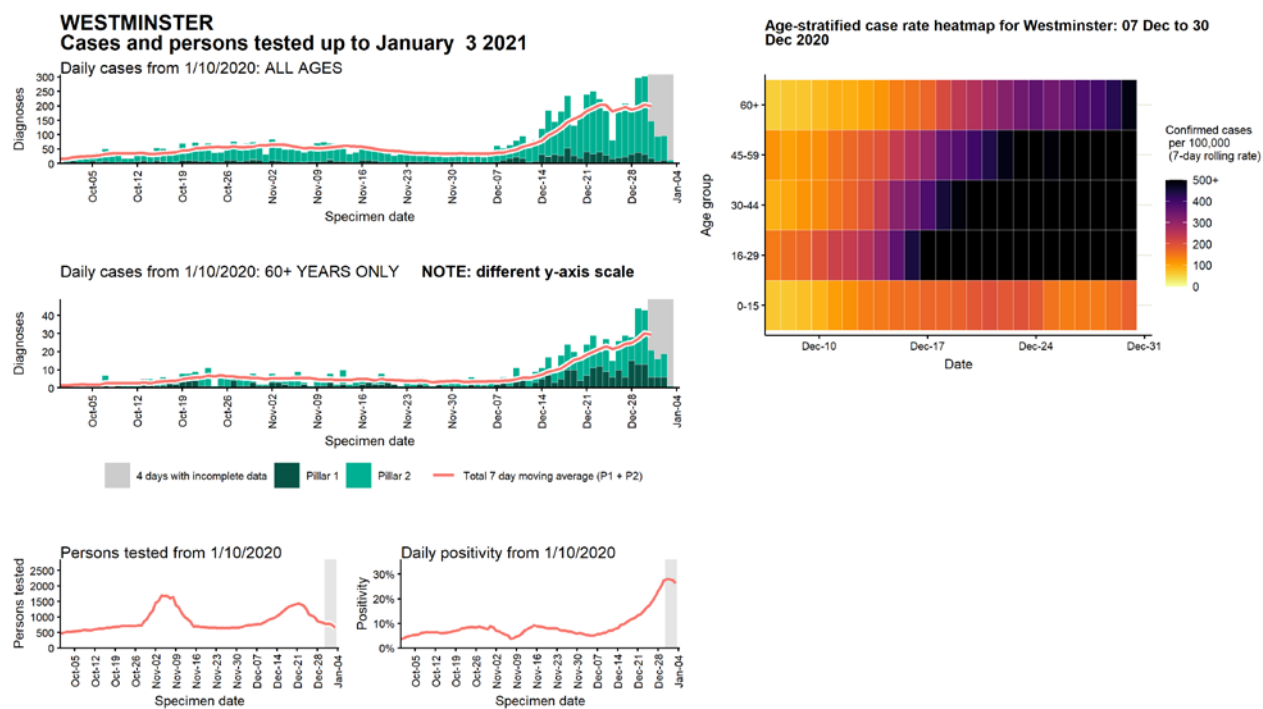 WESTMINSTER
Cases and persons tested up to January 3 2021
Daily cases from 1/10/2020: ALL AGES
Diagnoses
300
250
200
150
100
50
0
Oct-05 Oct-12 Oct-19 Oct-26 Nov-02 Nov-09 Nov-16 Nov-23 Nov-30 Dec-07 Dec-14 Dec-21 Dec-28 Jan-04
Specimen date
Daily cases from 1/10/2020: 60+ YEARS ONLY NOTE: different y-axis scale
Diagnoses
40
30
20
10
0
Oct-05 Oct-12 Oct-19 Oct-26 Nov-02 Nov-09 Nov-16 Nov-23 Nov-30 Dec-07 Dec-14 Dec-21 Dec-28 Jan-04
Specimen date
4 days with incomplete data Pillar 1 Pillar 2 Total 7 day moving average (P1 + P2)
Persons tested from 1/10/2020
Persons tested
2500
2000
1500
1000
500
0
Oct-05 Oct-12 Oct-19 Oct-26 Nov-02 Nov-09 Nov-16 Nov-23 Nov-30 Dec-07 Dec-14 Dec-21 Dec-28 Jan-04
Specimen date
Daily positivity from 1/10/2020
Positivity
30%
20%
10%
0%
Oct-05 Oct-12 Oct-19 Oct-26 Nov-02 Nov-09 Nov-16 Nov-23 Nov-30 Dec-07 Dec-14 Dec-21 Dec-28 Jan-04
Specimen date
Age-stratified case rate heatmap for Westminster: 07 Dec to 30
Dec 2020
Age group
60+
45-59
30-44
16-29
0-15
Dec-10 Dec-17 Dec-24 Dec-31
Date
Confirmed cases
per 100,000
(7-day rolling rate)
500+
400
300
200
100
0